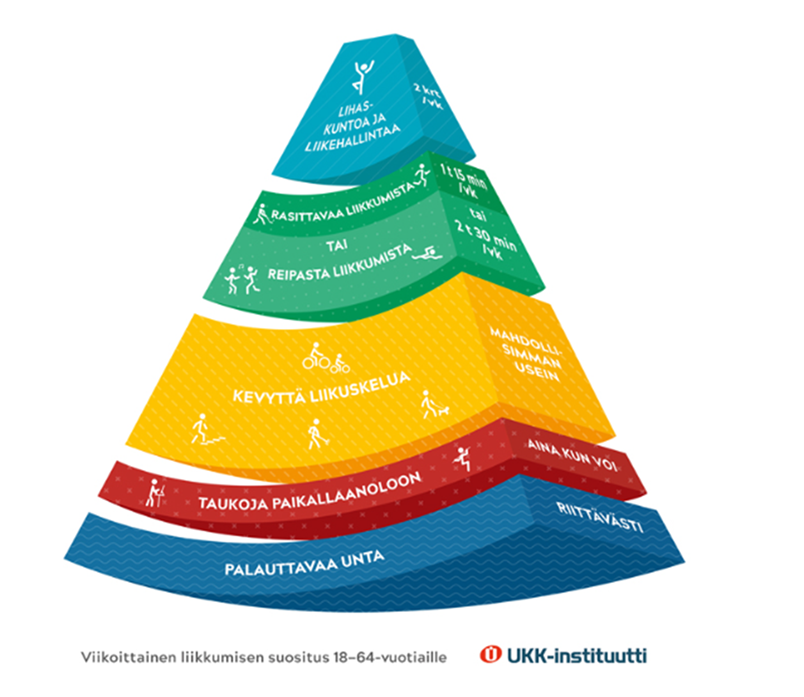 LIHAS-
KUNTOA JA
LIIKEHALLINTAA
2 krt
/vk
RASITTAVAA LIIKKUMISTA
1 t 15 min
/vk
TAI
tai
REIPASTA LIIKKUMISTA
2 t 30 min
/vk
KEVYTTÄ LIIKUSKELUA
MAHDOLLI-
SIMMAN
USEIN
TAUKOJA PAIKALLAANOLOON
AINA KUN VOI
PALAUTTAVAA UNTA
RIITTÄVÄSTI
Viikoittainen liikkumisen suositus 18–64-vuotiaille
UKK-instituutti